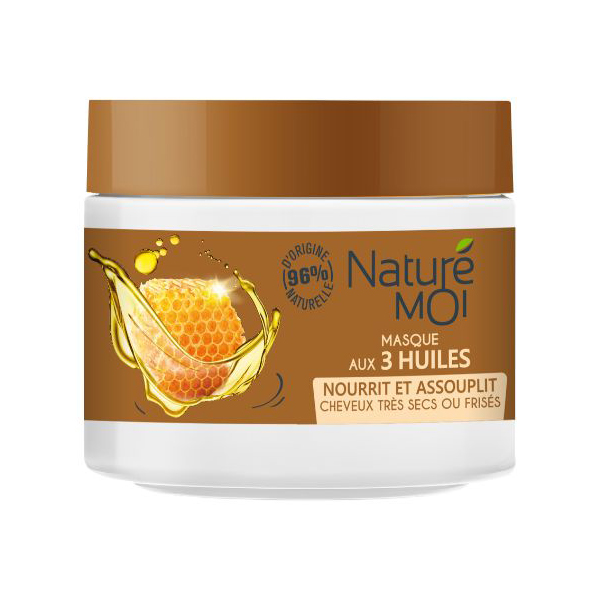 D'ORIGINE
96%
NATURELLE
Naturé
MOi
MASQUE
AUX 3 HUILES
NOURRIT ET ASSOUPLIT
CHEVEUX TRÈS SECS OU FRISÉS